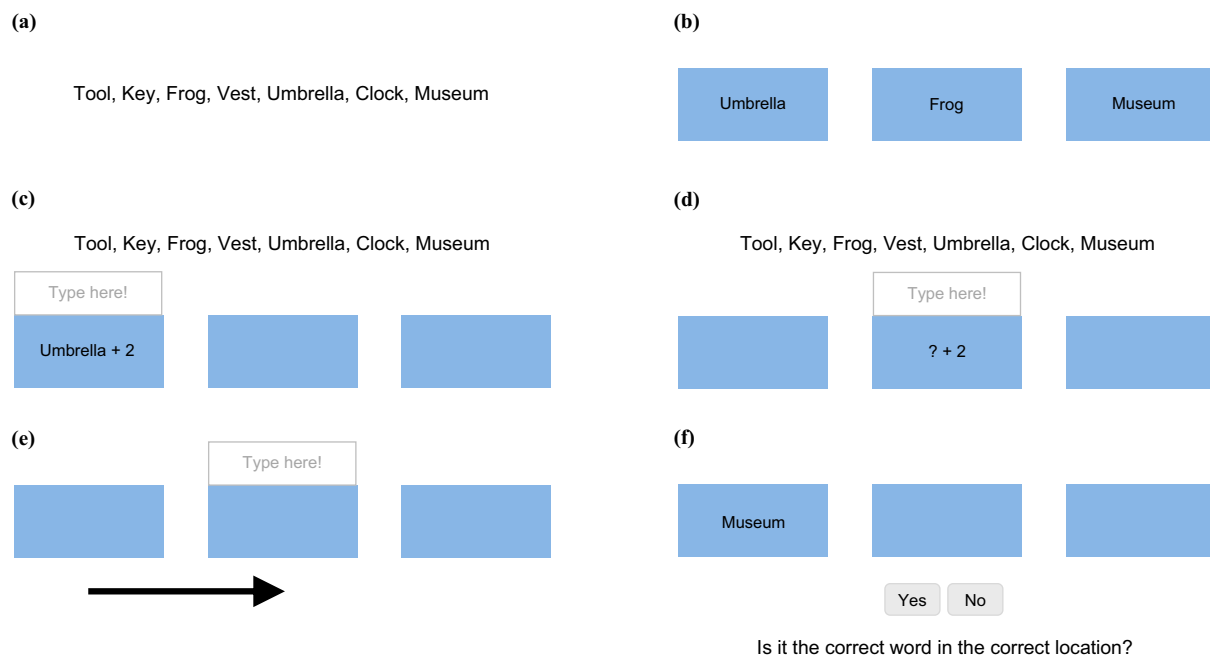 (a)
Tool, Key, Frog, Vest, Umbrella, Clock, Museum
(b)
Umbrella Frog Museum
(c)
Tool, Key, Frog, Vest, Umbrella, Clock, Museum
Type here!
Umbrella + 2
(d)
Tool, Key, Frog, Vest, Umbrella, Clock, Museum
Type here!
? + 2
(e)
Type here!
(f)
Museum
Yes No
Is it the correct word in the correct location?